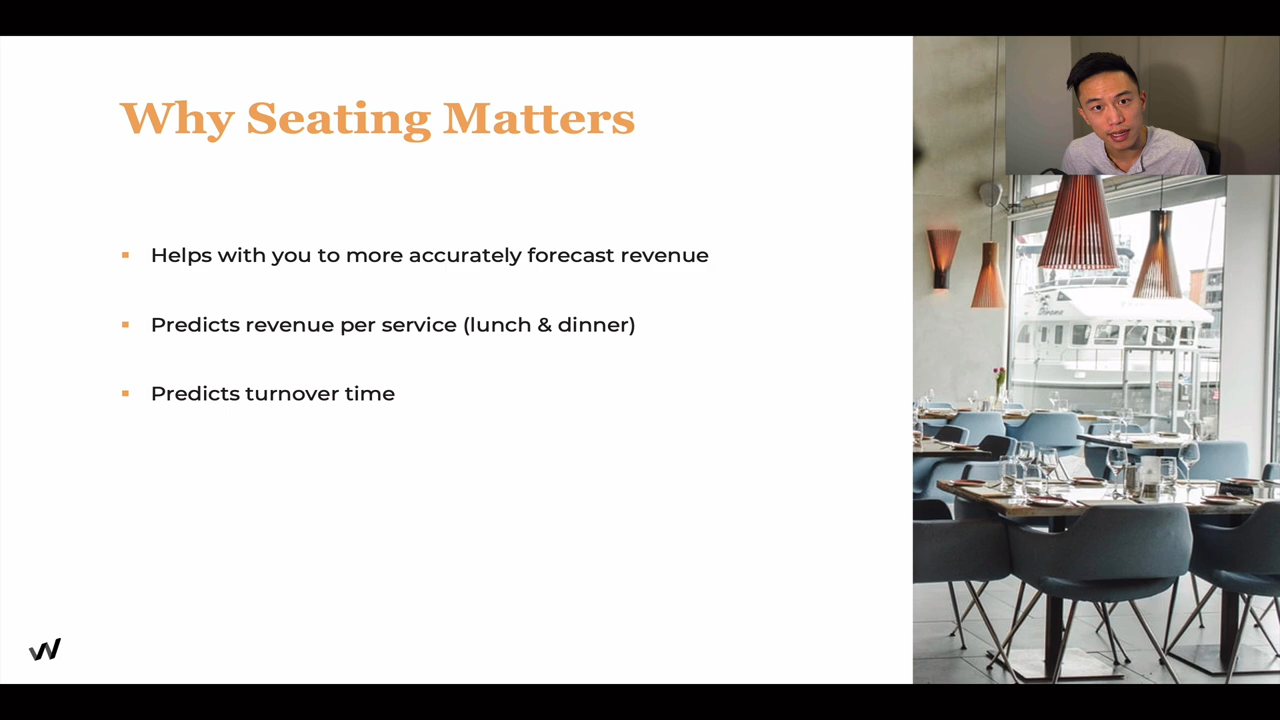 Why Seating Matters
Helps with you to more accurately forecast revenue
Predicts revenue per service (lunch & dinner)
Predicts turnover time